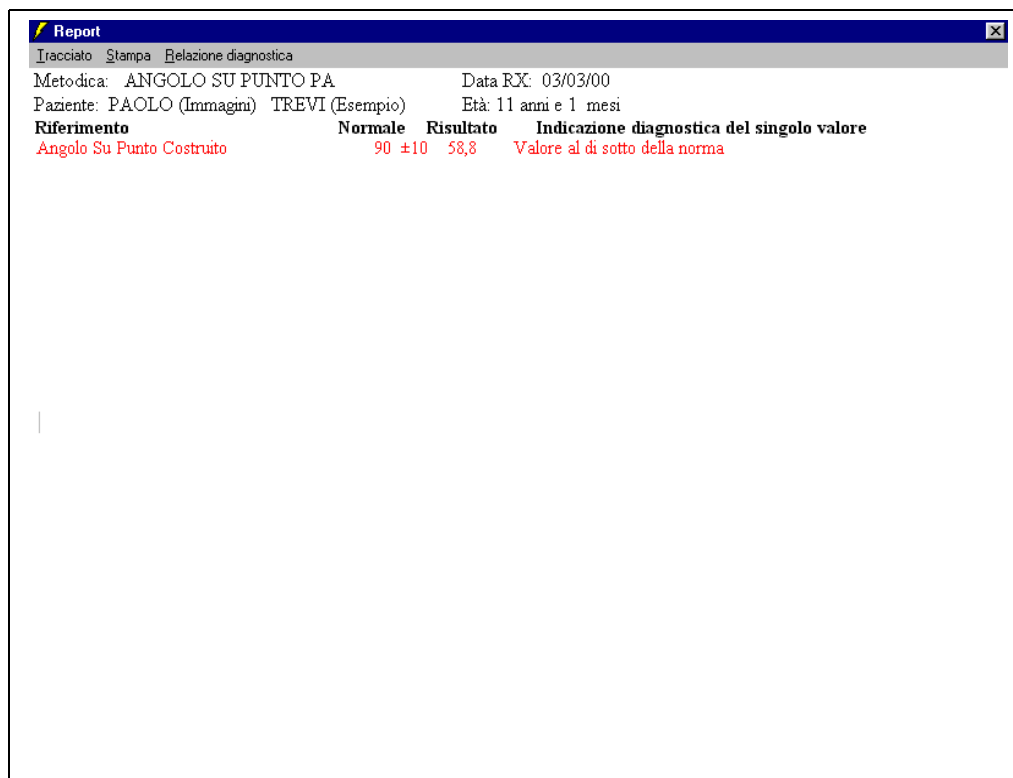 Report
Tracciato Stampa Relazione diagnostica
Metodica: ANGOLO SU PUNTO PA Data RX: 03/03/00
Paziente: PAOLO (Immagini) TREVI (Esempio) Età: 11 anni e 1 mesi
Riferimento Normale Risultato Indicazione diagnostica del singolo valore
Angolo Su Punto Costruito 90 ±10 58,8 Valore al di sotto della norma